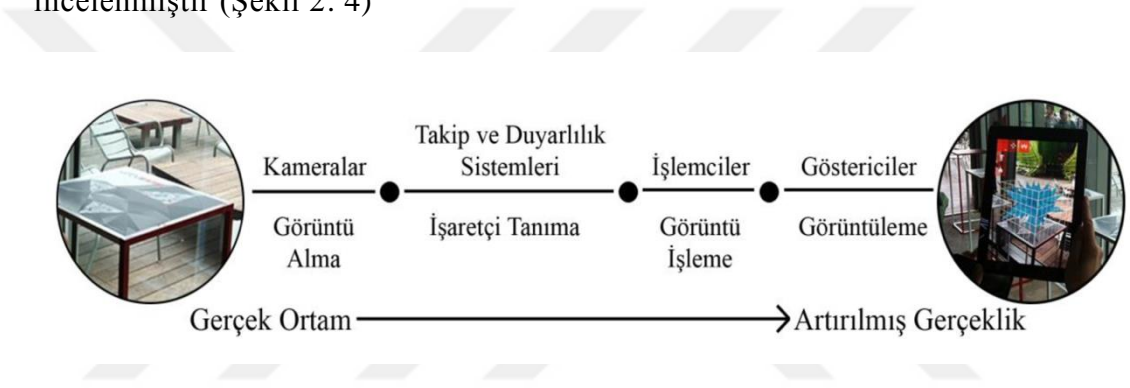 incelenmiştir (Şekil 2. 4)
Takip ve Duyarlılık
Kameralar
Sistemleri
İşlemciler
Göstericiler
Görüntü
Alma
İşaretçi Tanıma
Görüntü
İşleme
Görüntüleme
Gerçek Ortam
Artırılmış Gerçeklik